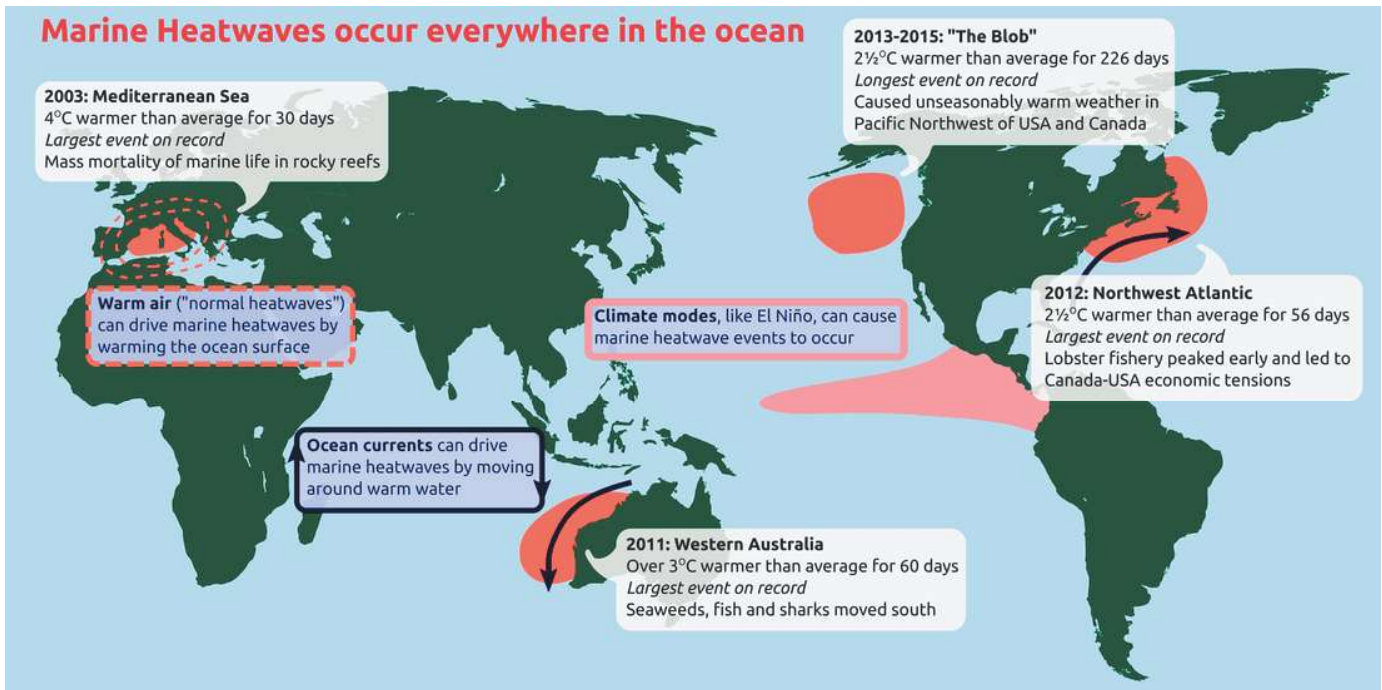 Marine Heatwaves occur everywhere in the ocean
2003: Mediterranean Sea
4°C warmer than average for 30 days
Largest event on record
Mass mortality of marine life in rocky reefs
2013-2015: "The Blob"
2½°C warmer than average for 226 days
Longest event on record
Caused unseasonably warm weather in
Pacific Northwest of USA and Canada
Warm air ("normal heatwaves")
can drive marine heatwaves by
warming the ocean surface
Climate modes, like El Niño, can cause
marine heatwave events to occur
2012: Northwest Atlantic
2½°C warmer than average for 56 days
Largest event on record
Lobster fishery peaked early and led to
Canada-USA economic tensions
Ocean currents can drive
marine heatwaves by moving
around warm water
2011: Western Australia
Over 3°C warmer than average for 60 days
Largest event on record
Seaweeds, fish and sharks moved south